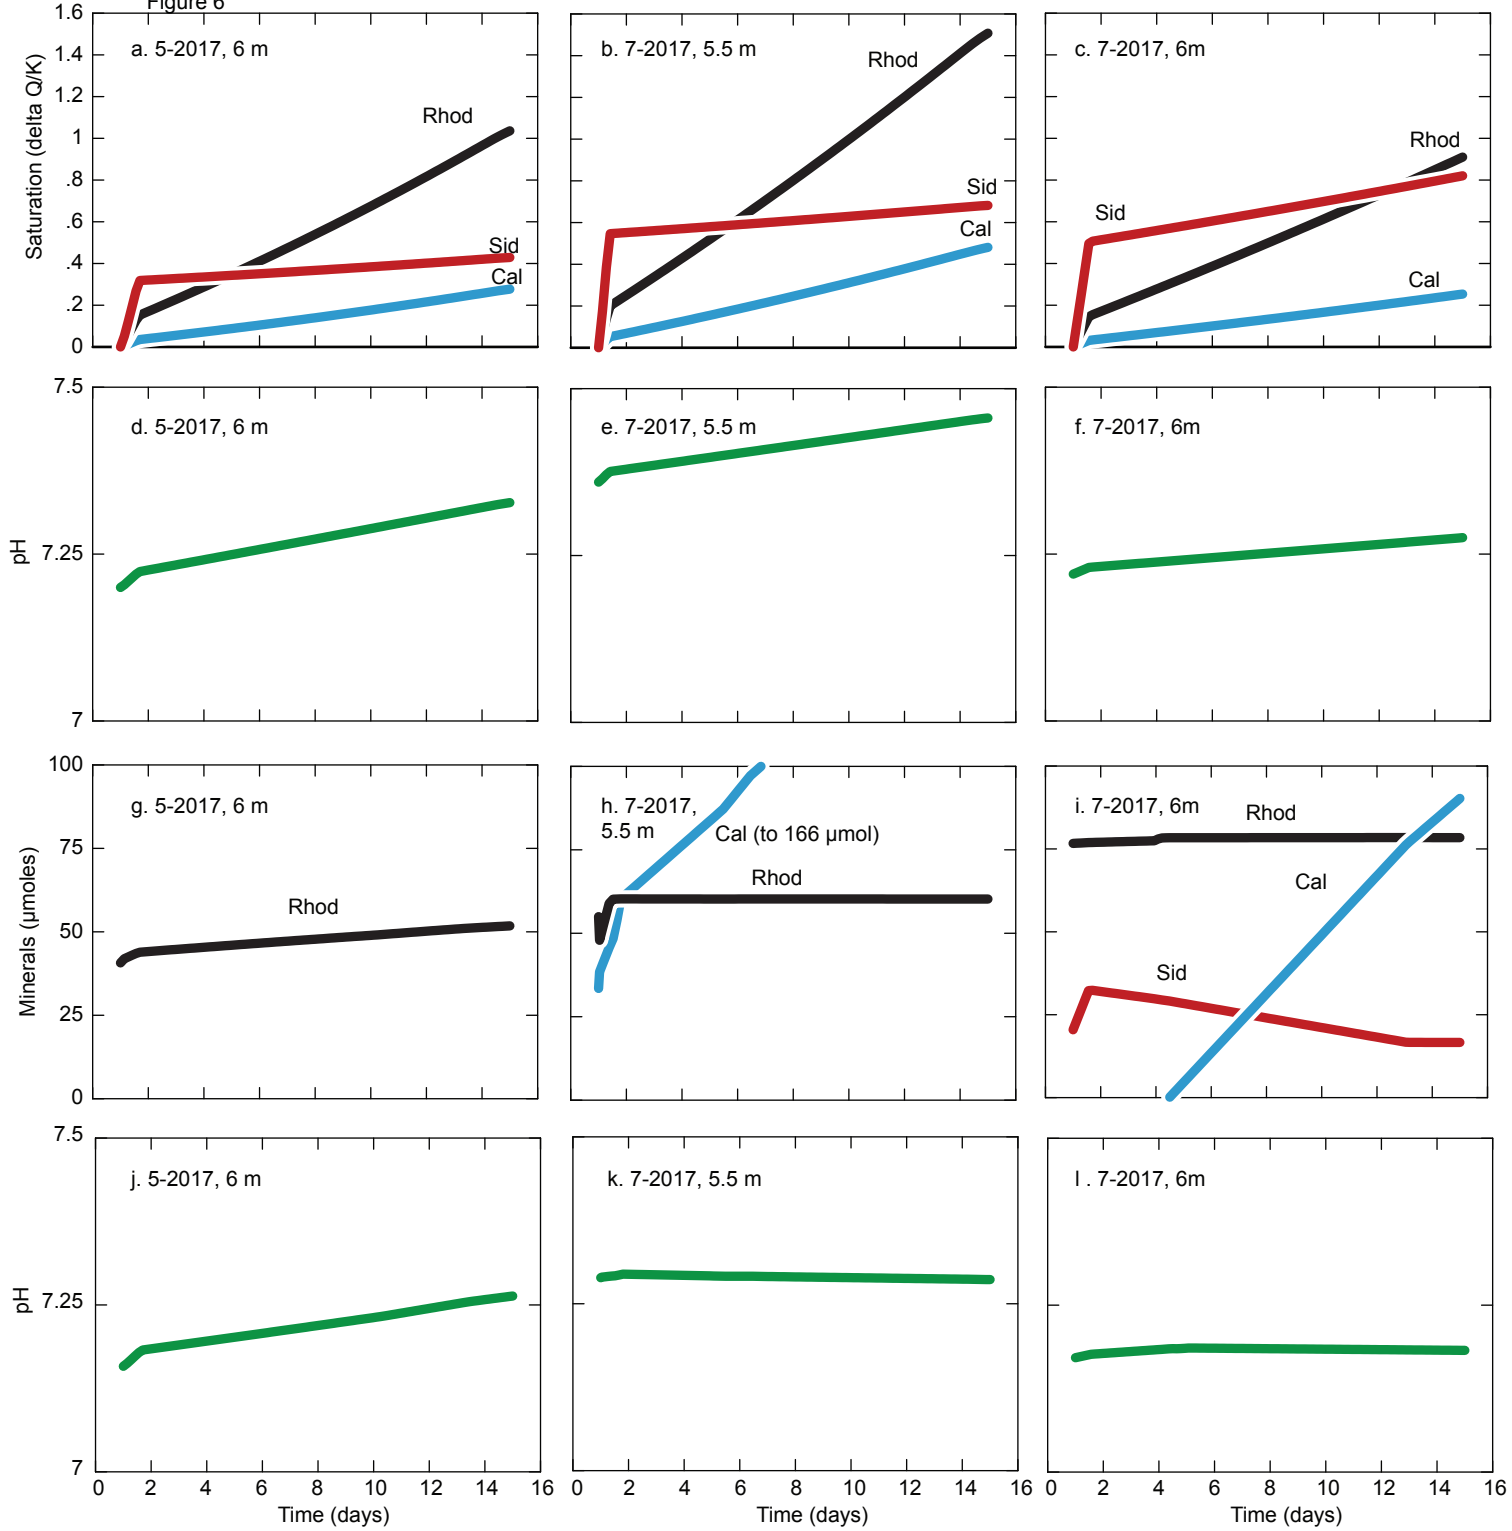 Figure 6
1.6
1.4
1.2
1
.8
.6
.4
.2
0
Saturation (delta Q/K)
a. 5-2017, 6 m
Rhod
Sid
Cal
b. 7-2017, 5.5 m
Rhod
Sid
Cal
c. 7-2017, 6m
Rhod
Sid
Cal
7.5
7.25
7
pH
d. 5-2017, 6 m
e. 7-2017, 5.5 m
f. 7-2017, 6m
100
75
50
25
0
Minerals (µmoles)
g. 5-2017, 6 m
Rhod
h. 7-2017,
5.5 m
Cal (to 166 µmol)
Rhod
i. 7-2017, 6m
Rhod
Cal
Sid
7.5
7.25
7
pH
j. 5-2017, 6 m
k. 7-2017, 5.5 m
l . 7-2017, 6m
0 2 4 6 8 10 12 14 16
0 2 4 6 8 10 12 14 16
2 4 6 8 10 12 14 16
Time (days)
Time (days)
Time (days)